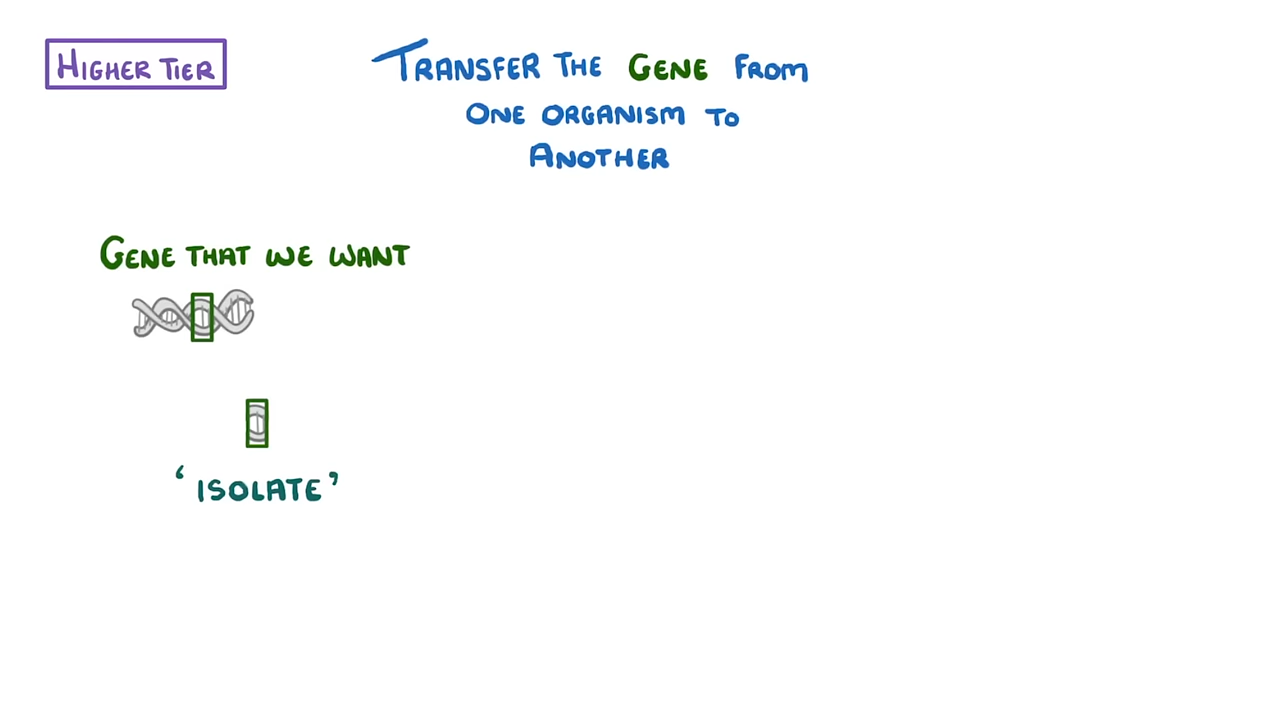 HIGHER TIER
TRANSFER THE GENE FROM
ONE ORGANISM TO
ANOTHER
GENE THAT WE WANT
‘ISOLATE’